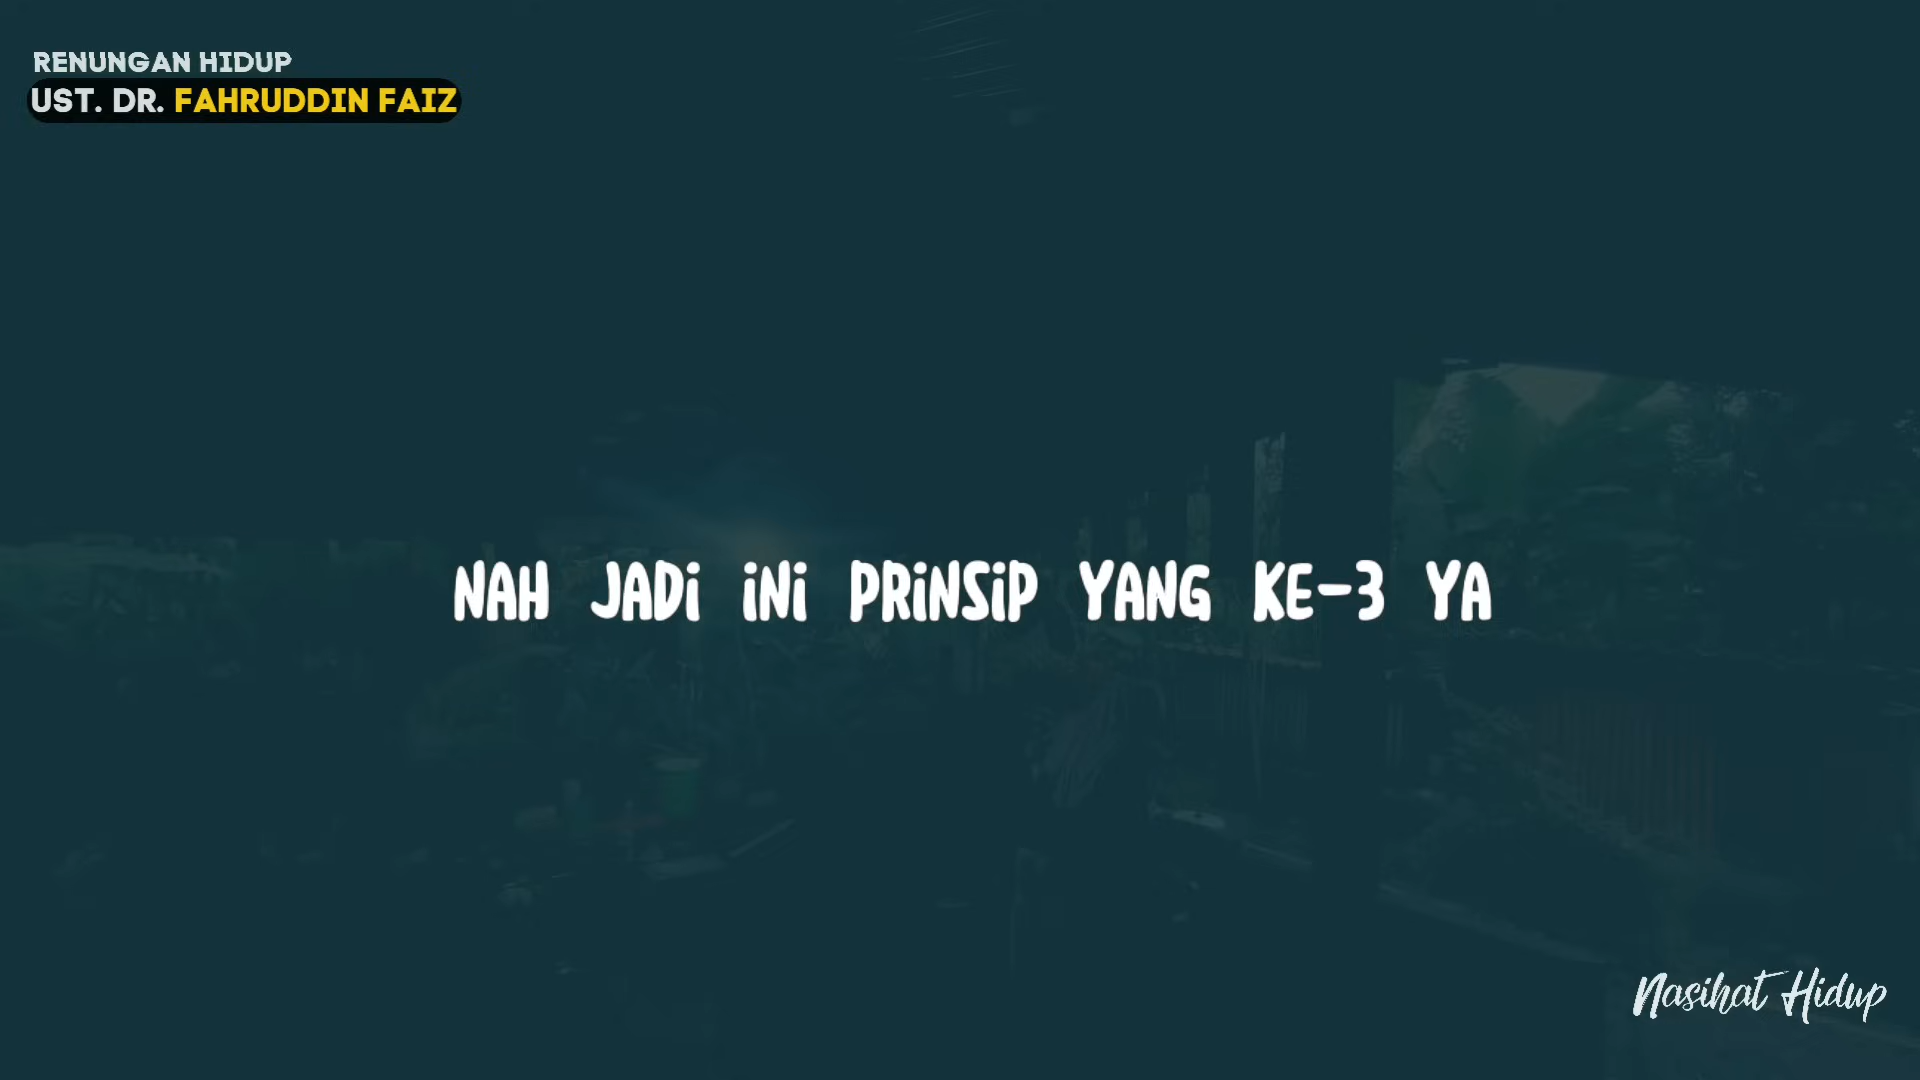 RENUNGAN HIDUP
UST. DR. FAHRUDDIN FAIZ
NAH JADI INI PRINSIP YANG KE-3 YA
Nasihat Hidup